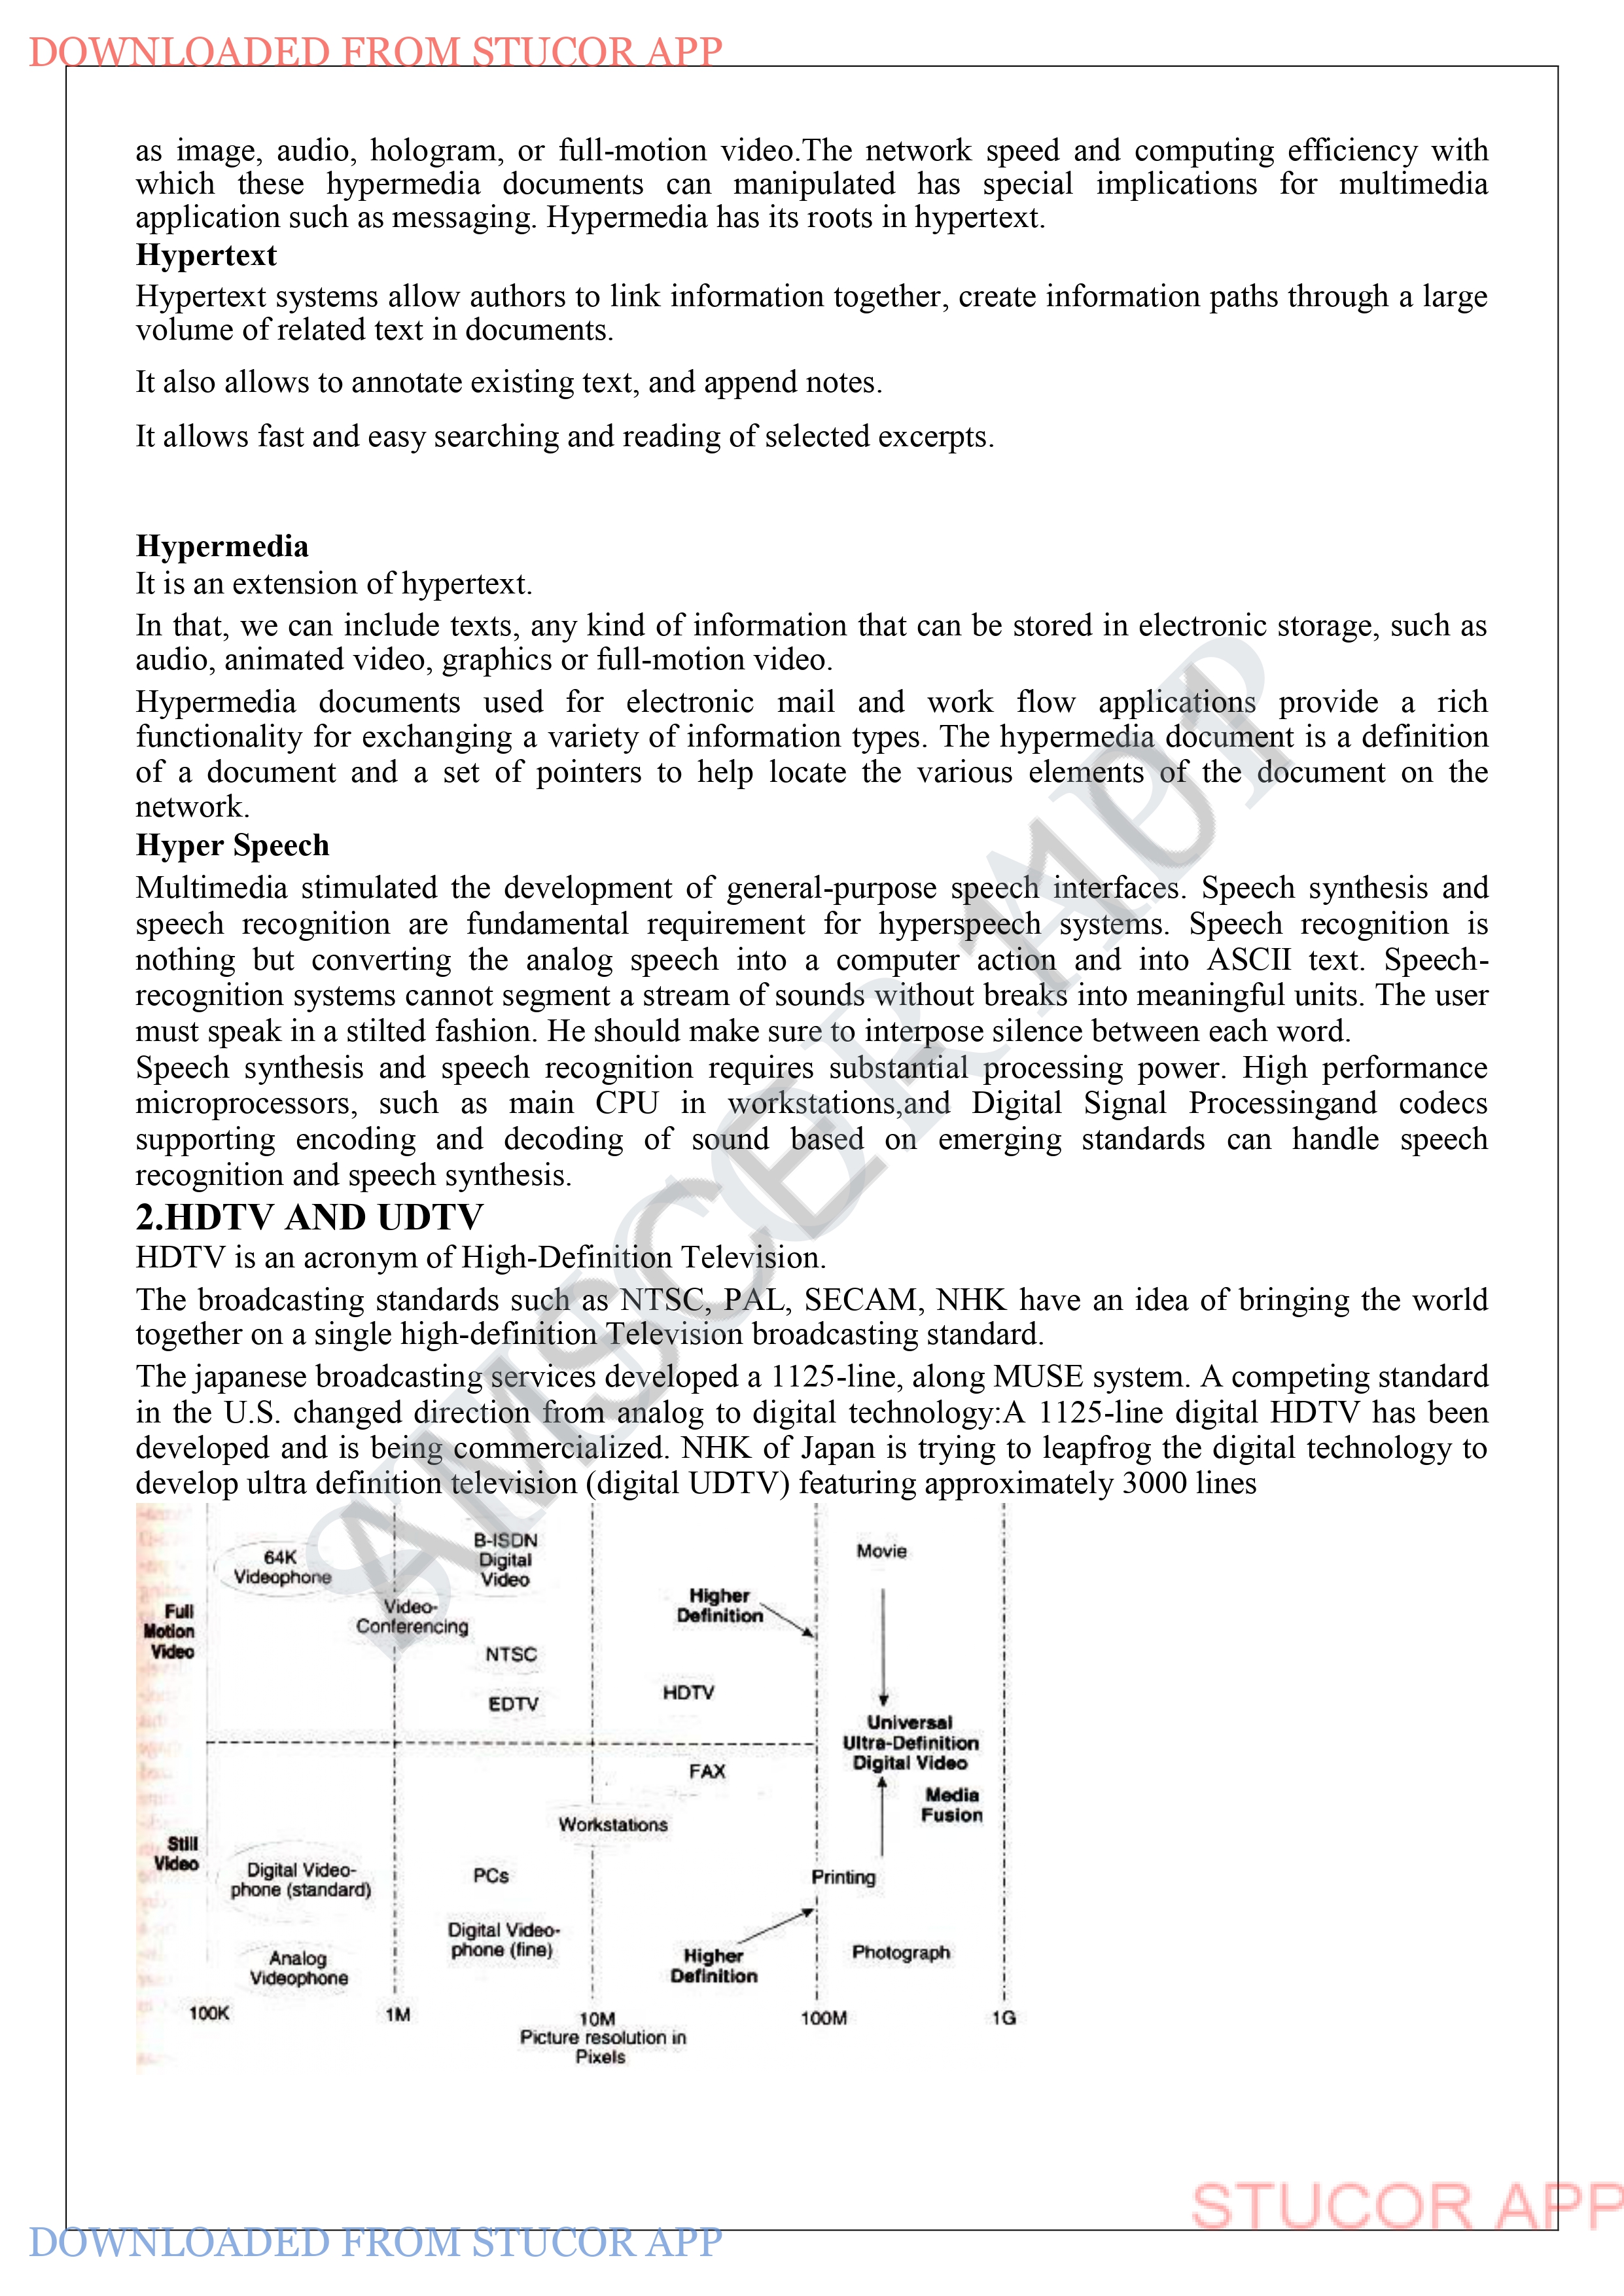 DOWNLOADED FROM STUCOR APP
as image, audio, hologram, or full-motion video.The network speed and computing efficiency with
which these hypermedia documents can manipulated has special implications for multimedia
application such as messaging. Hypermedia has its roots in hypertext.
Hypertext
Hypertext systems allow authors to link information together, create information paths through a large
volume of related text in documents.
It also allows to annotate existing text, and append notes.
It allows fast and easy searching and reading of selected excerpts.
Hypermedia
It is an extension of hypertext.
In that, we can include texts, any kind of information that can be stored in electronic storage, such as
audio, animated video, graphics or full-motion video.
Hypermedia documents used for electronic mail and work flow applications provide a rich
functionality for exchanging a variety of information types. The hypermedia document is a definition
of a document and a set of pointers to help locate the various elements of the document on the
network.
Hyper Speech
Multimedia stimulated the development of general-purpose speech interfaces. Speech synthesis and
speech recognition are fundamental requirement for hyperspeech systems. Speech recognition is
nothing but converting the analog speech into a computer action and into ASCII text. Speech-
recognition systems cannot segment a stream of sounds without breaks into meaningful units. The user
must speak in a stilted fashion. He should make sure to interpose silence between each word.
Speech synthesis and speech recognition requires substantial processing power. High performance
microprocessors, such as main CPU in workstations,and Digital Signal Processingand codecs
supporting encoding and decoding of sound based on emerging standards can handle speech
recognition and speech synthesis.
2.HDTV AND UDTV
HDTV is an acronym of High-Definition Television.
The broadcasting standards such as NTSC, PAL, SECAM, NHK have an idea of bringing the world
together on a single high-definition Television broadcasting standard.
The japanese broadcasting services developed a 1125-line, along MUSE system. A competing standard
in the U.S. changed direction from analog to digital technology:A 1125-line digital HDTV has been
developed and is being commercialized. NHK of Japan is trying to leapfrog the digital technology to
develop ultra definition television (digital UDTV) featuring approximately 3000 lines
Full
Motion
Video
64K
Videophone
B-ISDN
Digital
Video
Video-
Conferencing
NTSC
EDTV
Higher
Definition
HDTV
Movie
Universal
Ultra-Definition
Digital Video
Media
Fusion
FAX
Workstations
Still
Video
Digital Video-
phone (standard)
PCs
Printing
Digital Video-
phone (fine)
Analog
Videophone
Higher
Definition
Photograph
100K
1M
10M
100M
1G
Picture resolution in
Pixels
AMSCE 1101
STUCOR APP
STUCOR APP
DOWNLOADED FROM STUCOR APP